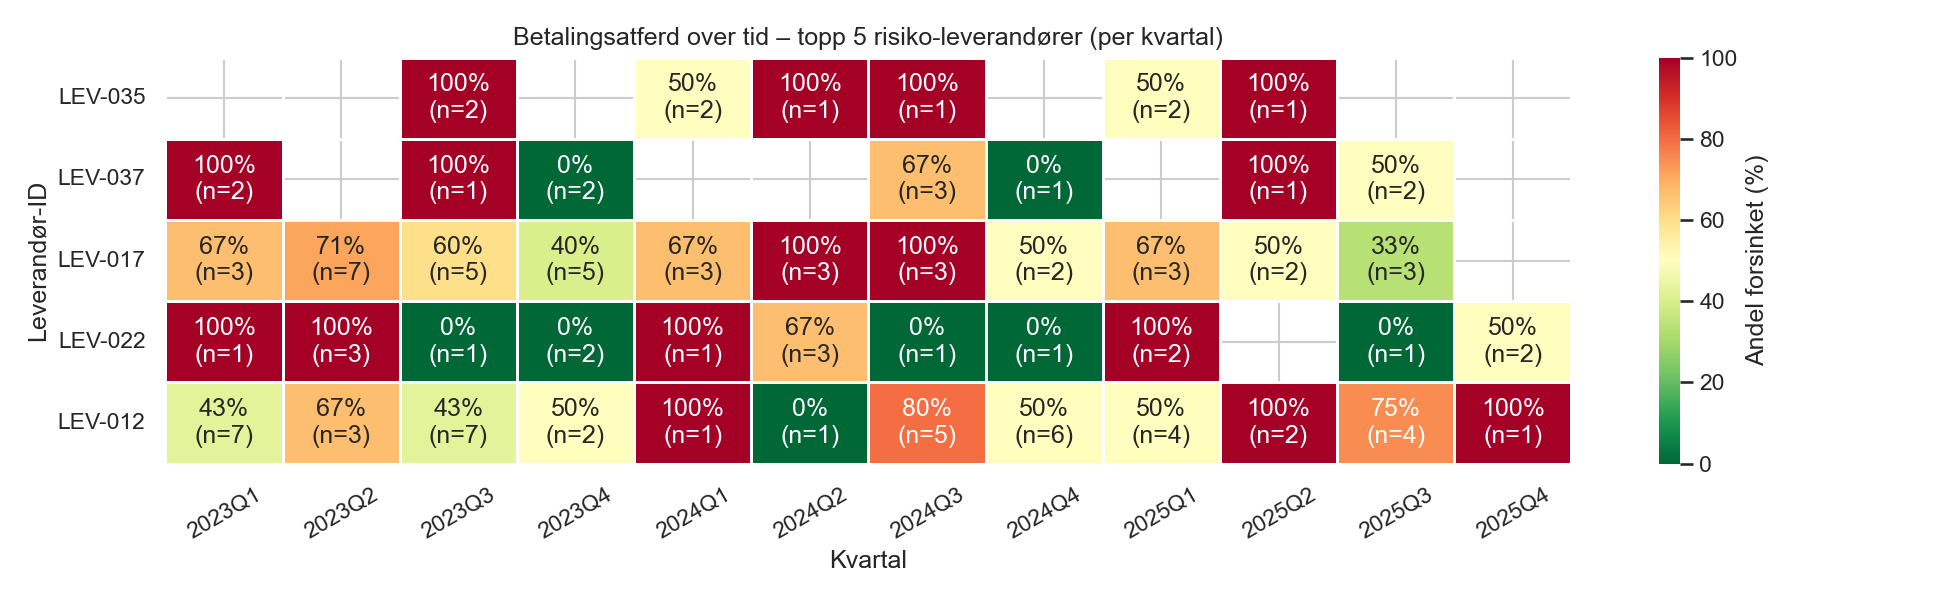 Betalingsatferd over tid – topp 5 risiko-leverandører (per kvartal)
Leverandør-ID
LEV-035
100%
(n=2)
50%
(n=2)
100%
(n=1)
100%
(n=1)
50%
(n=2)
100%
(n=1)
LEV-037
100%
(n=2)
100%
(n=1)
0%
(n=2)
67%
(n=3)
0%
(n=1)
100%
(n=1)
50%
(n=2)
LEV-017
67%
(n=3)
71%
(n=7)
60%
(n=5)
40%
(n=5)
67%
(n=3)
100%
(n=3)
100%
(n=3)
50%
(n=2)
67%
(n=3)
50%
(n=2)
33%
(n=3)
LEV-022
100%
(n=1)
100%
(n=3)
0%
(n=1)
0%
(n=2)
100%
(n=1)
67%
(n=3)
0%
(n=1)
0%
(n=1)
100%
(n=2)
0%
(n=1)
50%
(n=2)
LEV-012
43%
(n=7)
67%
(n=3)
43%
(n=7)
50%
(n=2)
100%
(n=1)
0%
(n=1)
80%
(n=5)
50%
(n=6)
50%
(n=4)
100%
(n=2)
75%
(n=4)
100%
(n=1)
2023Q1
2023Q2
2023Q3
2023Q4
2024Q1
2024Q2
2024Q3
2024Q4
2025Q1
2025Q2
2025Q3
2025Q4
Kvartal
100
80
60
40
20
0
Andel forsinket (%)